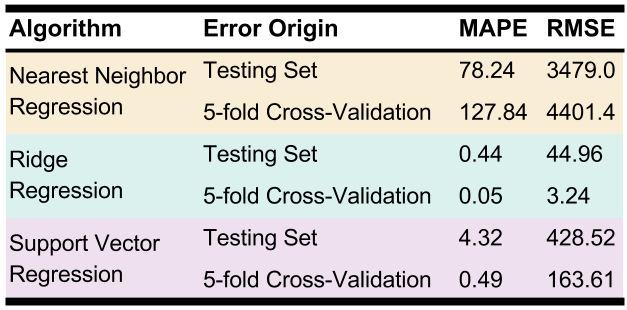 Algorithm Error Origin MAPE RMSE
Nearest Neighbor Regression Testing Set 78.24 3479.0
5-fold Cross-Validation 127.84 4401.4
Ridge Regression Testing Set 0.44 44.96
5-fold Cross-Validation 0.05 3.24
Support Vector Regression Testing Set 4.32 428.52
5-fold Cross-Validation 0.49 163.61